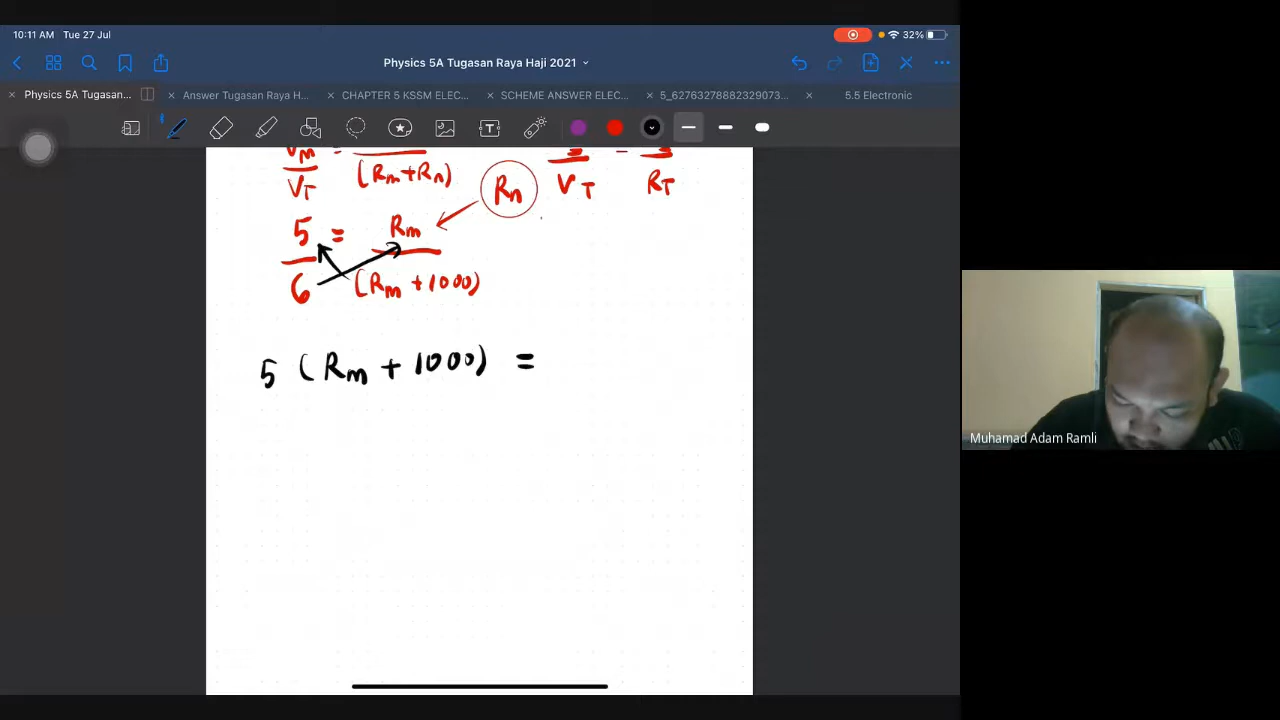 10:11 AM Tue 27 Jul
32%
Physics 5A Tugasan Raya Haji 2021
Physics 5A Tugasan...
Answer Tugasan Raya H...
CHAPTER 5 KSSM ELEC...
SCHEME ANSWER ELEC...
5_62763278882329073...
5.5 Electronic
Vm/VT = /(Rm+Rn)
/VT = /RT
Rn
5/6 = Rm/(Rm + 1000)
5 (Rm + 1000) =
Muhamad Adam Ramli